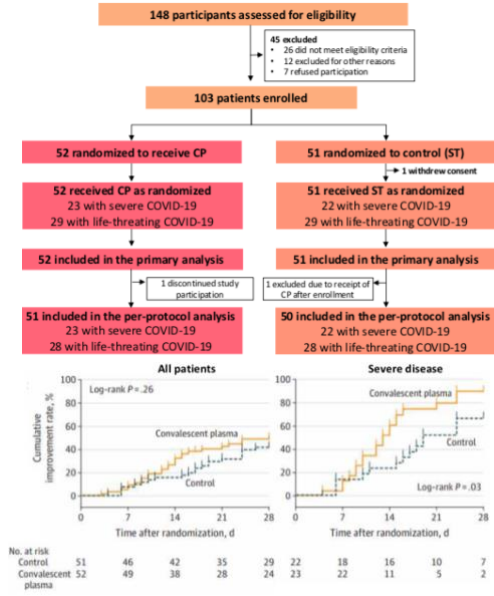 148 participants assessed for eligibility
45 excluded
• 26 did not meet eligibility criteria
• 12 excluded for other reasons
• 7 refused participation
103 patients enrolled
52 randomized to receive CP
51 randomized to control (ST)
1 withdrew consent
52 received CP as randomized
23 with severe COVID-19
29 with life-threating COVID-19
51 received ST as randomized
22 with severe COVID-19
29 with life-threating COVID-19
52 included in the primary analysis
51 included in the primary analysis
1 discontinued study
participation
1 excluded due to receipt of
CP after enrollment
51 included in the per-protocol analysis
23 with severe COVID-19
28 with life-threating COVID-19
50 included in the per-protocol analysis
22 with severe COVID-19
28 with life-threating COVID-19
All patients
Log-rank P = .26
Convalescent plasma
Control
Cumulative
improvement rate, %
100
80
60
40
20
0
0 7 14 21 28
Time after randomization, d
Severe disease
Convalescent plasma
Control
Log-rank P = .03
100
80
60
40
20
0
0 7 14 21 28
Time after randomization, d
No. at risk
Control 51 46 42 35 29 22 18 16 10 7
Convalescent 52 49 38 28 24 23 22 11 5 2
plasma